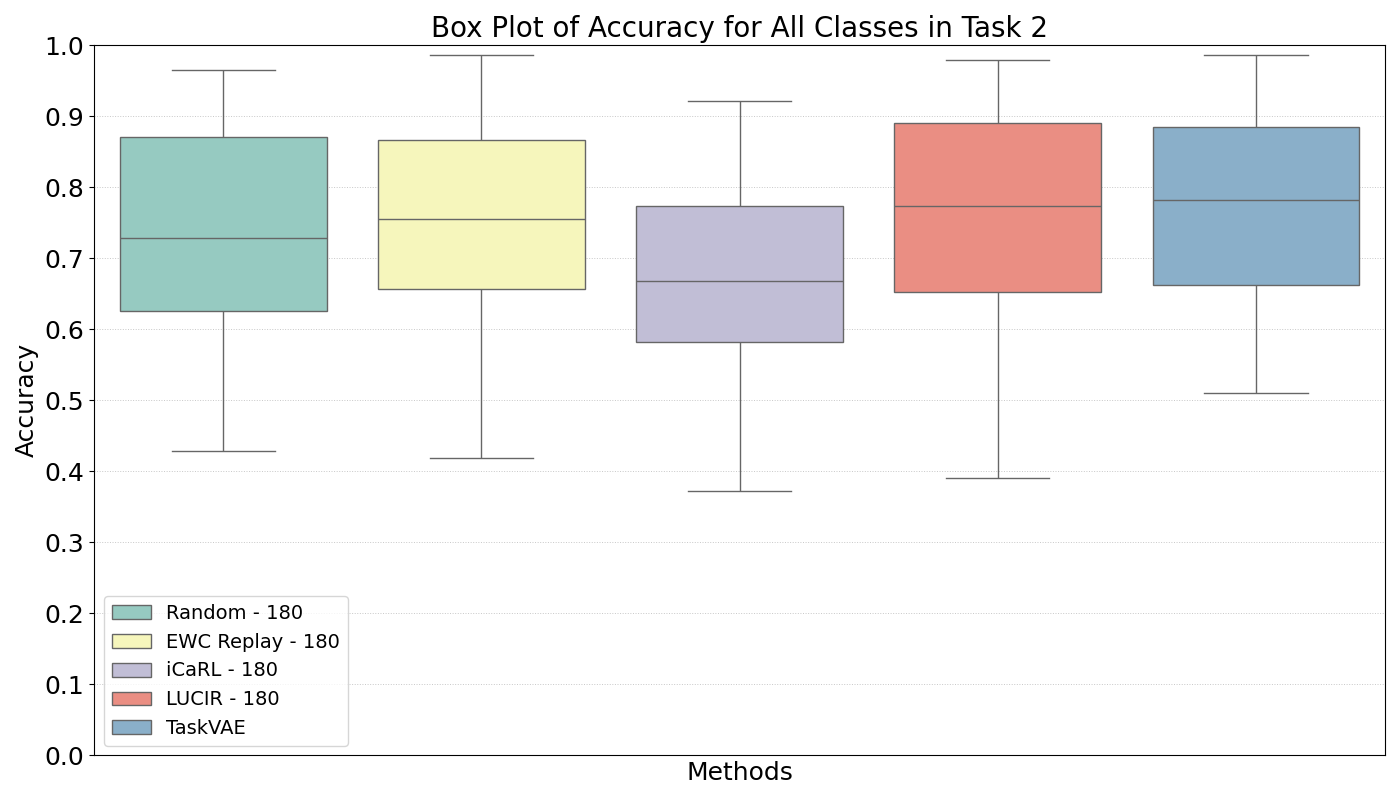 Box Plot of Accuracy for All Classes in Task 2
1.0
0.9
0.8
0.7
0.6
0.5
0.4
0.3
0.2
0.1
0.0
Accuracy
Random - 180
EWC Replay - 180
iCaRL - 180
LUCIR - 180
TaskVAE
Methods